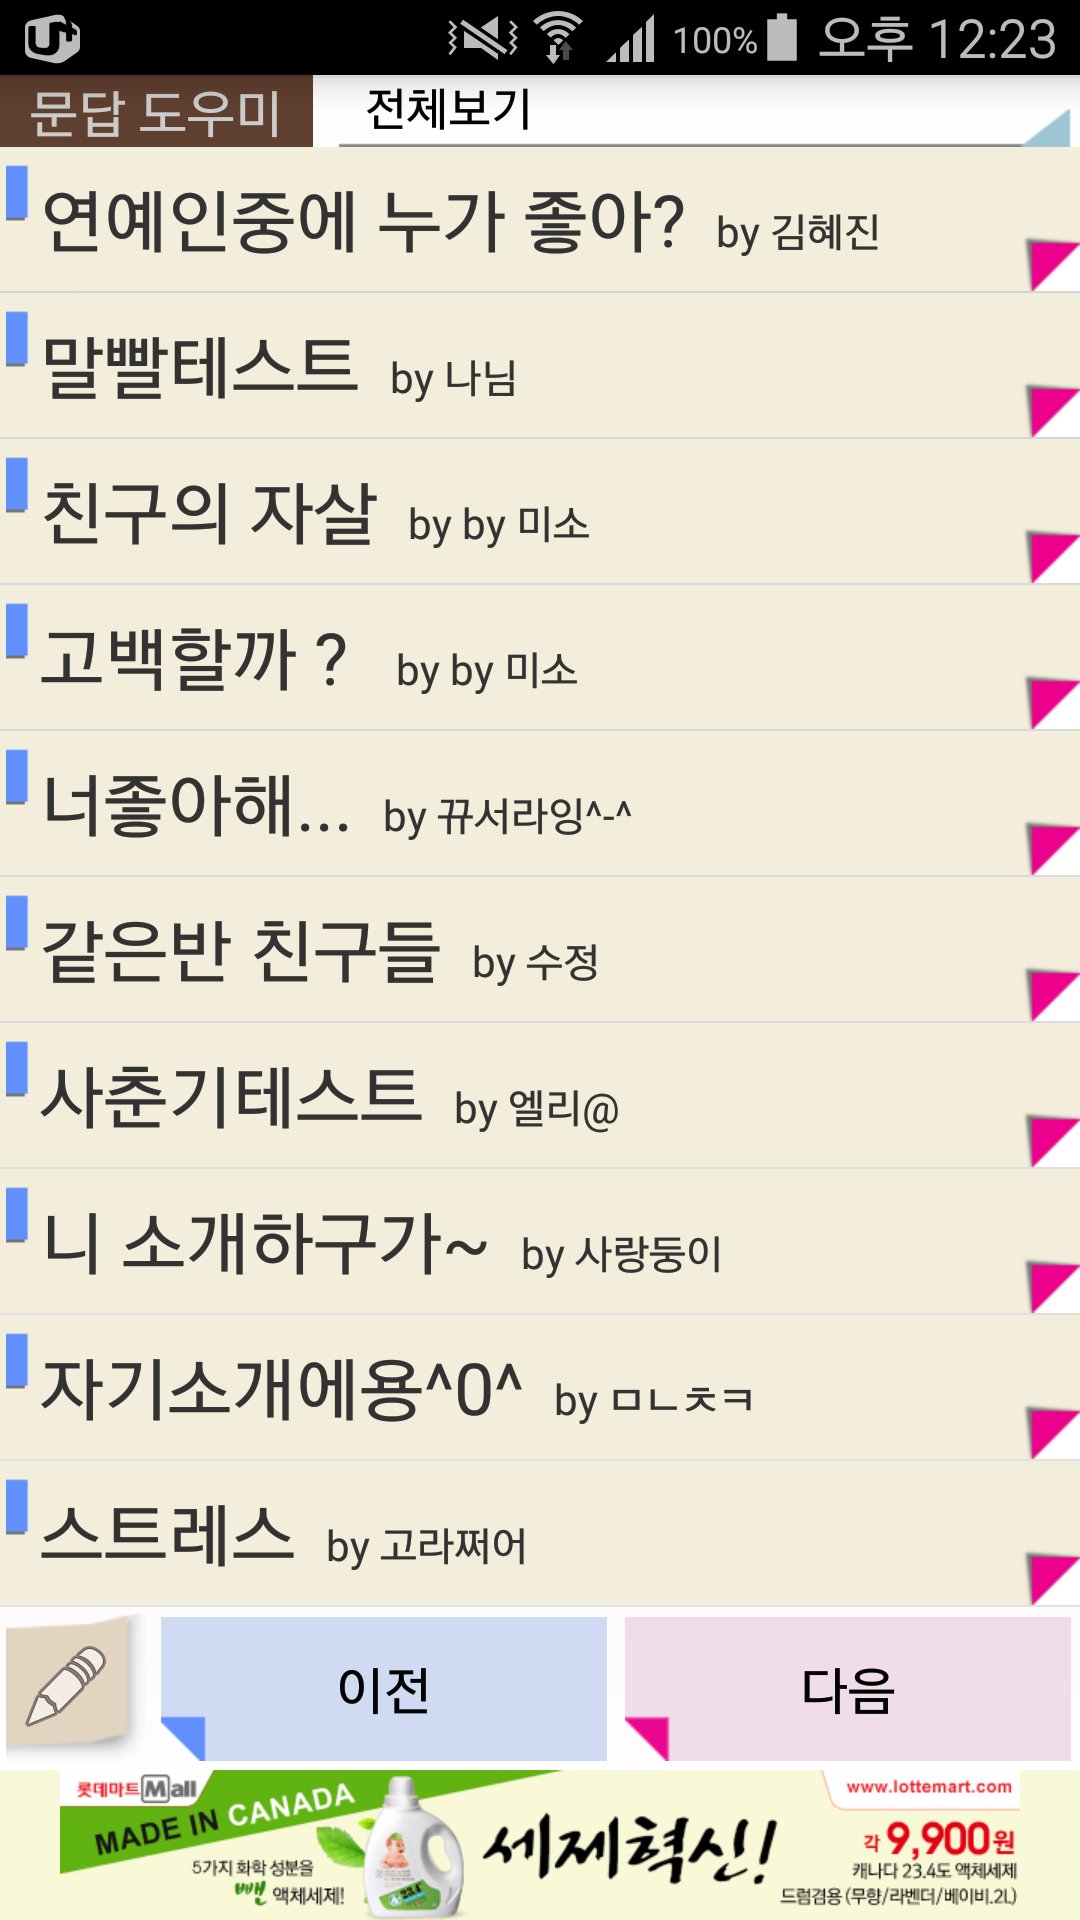 U+ 100% 오후 12:23
문답 도우미 전체보기
연예인중에 누가 좋아? by 김혜진
말빨테스트 by 나님
친구의 자살 by by 미소
고백할까 ? by by 미소
너좋아해... by 뀨서라잉^-^
같은반 친구들 by 수정
사춘기테스트 by 엘리@
니 소개하구가~ by 사랑둥이
자기소개에용^0^ by ㅁㄴㅊㅋ
스트레스 by 고라쩌어
이전 다음
롯데마트 Mall www.lottemart.com
MADE IN CANADA
세제혁신!
각 9,900원
5가지 화학 성분을
뺀 액체세제!
캐나다 23.4도 액체세제
드럼겸용 (무향/라벤더/베이비.2L)
23.4°